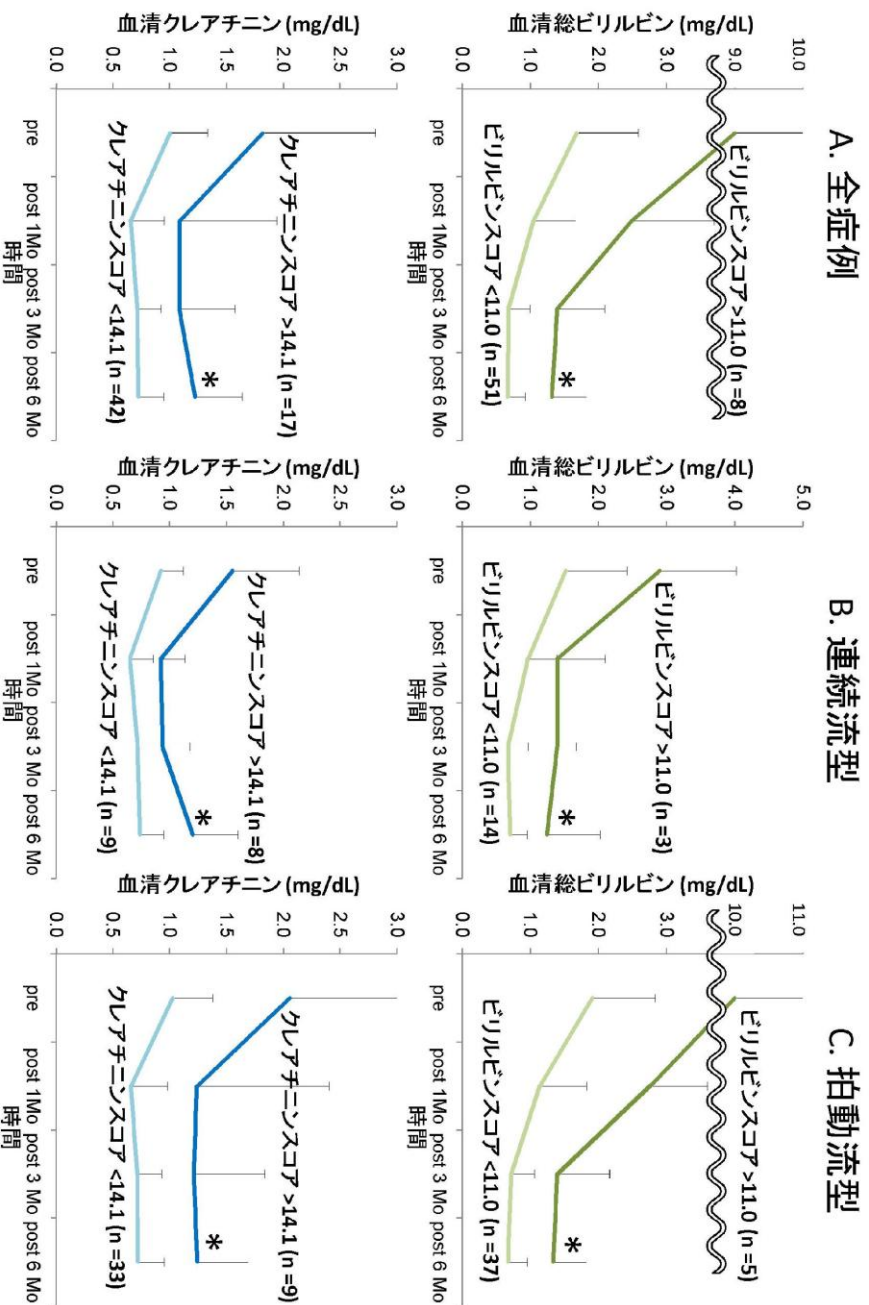 A. 全症例
血清総ビリルビン (mg/dL)
10.0
9.0
2.0
1.0
0.0
ビリルビンスコア >11.0 (n =8)
*
ビリルビンスコア <11.0 (n =51)
pre post 1Mo post 3 Mo post 6 Mo
時間
血清クレアチニン (mg/dL)
3.0
2.0
1.5
1.0
0.5
0.0
クレアチニンスコア >14.1 (n =17)
*
クレアチニンスコア <14.1 (n =42)
pre post 1Mo post 3 Mo post 6 Mo
時間
B. 連続流型
血清総ビリルビン (mg/dL)
5.0
4.0
2.0
1.0
0.0
ビリルビンスコア >11.0 (n =3)
*
ビリルビンスコア <11.0 (n =14)
pre post 1Mo post 3 Mo post 6 Mo
時間
血清クレアチニン (mg/dL)
3.0
2.0
1.5
1.0
0.5
0.0
クレアチニンスコア >14.1 (n =8)
*
クレアチニンスコア <14.1 (n =9)
pre post 1Mo post 3 Mo post 6 Mo
時間
C. 拍動流型
血清総ビリルビン (mg/dL)
11.0
10.0
2.0
1.0
0.0
ビリルビンスコア >11.0 (n =5)
*
ビリルビンスコア <11.0 (n =37)
pre post 1Mo post 3 Mo post 6 Mo
時間
血清クレアチニン (mg/dL)
3.0
2.0
1.5
1.0
0.5
0.0
クレアチニンスコア >14.1 (n =9)
*
クレアチニンスコア <14.1 (n =33)
pre post 1Mo post 3 Mo post 6 Mo
時間